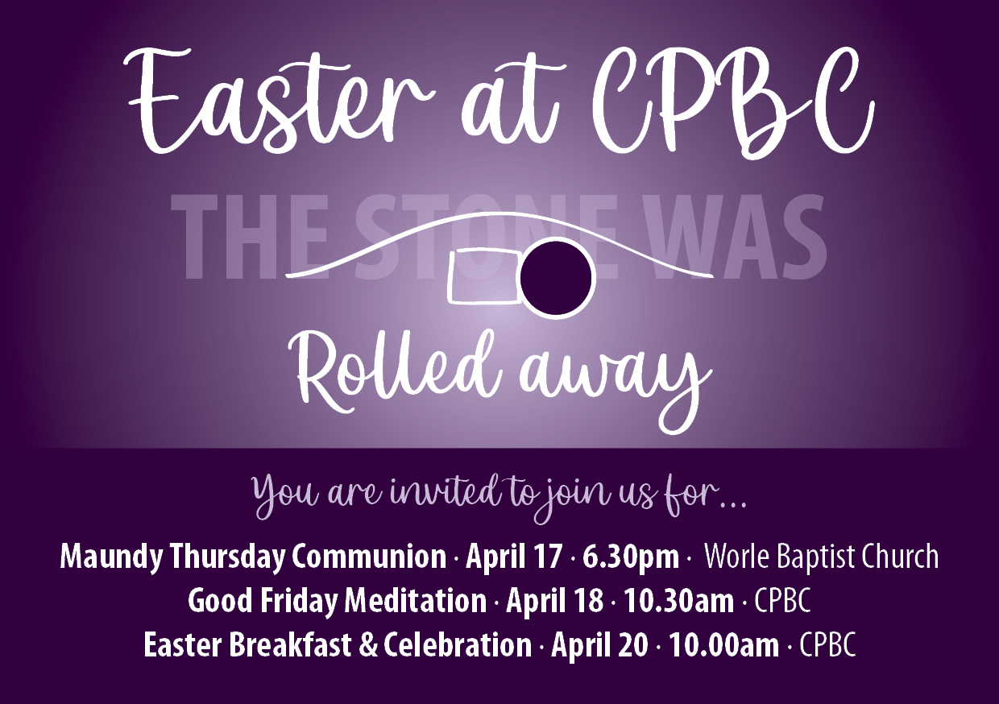 Easter at CPBC
THE STONE WAS
Rolled away
You are invited to join us for...
Maundy Thursday Communion · April 17 · 6.30pm · Worle Baptist Church
Good Friday Meditation · April 18 · 10.30am · CPBC
Easter Breakfast & Celebration · April 20 · 10.00am · CPBC